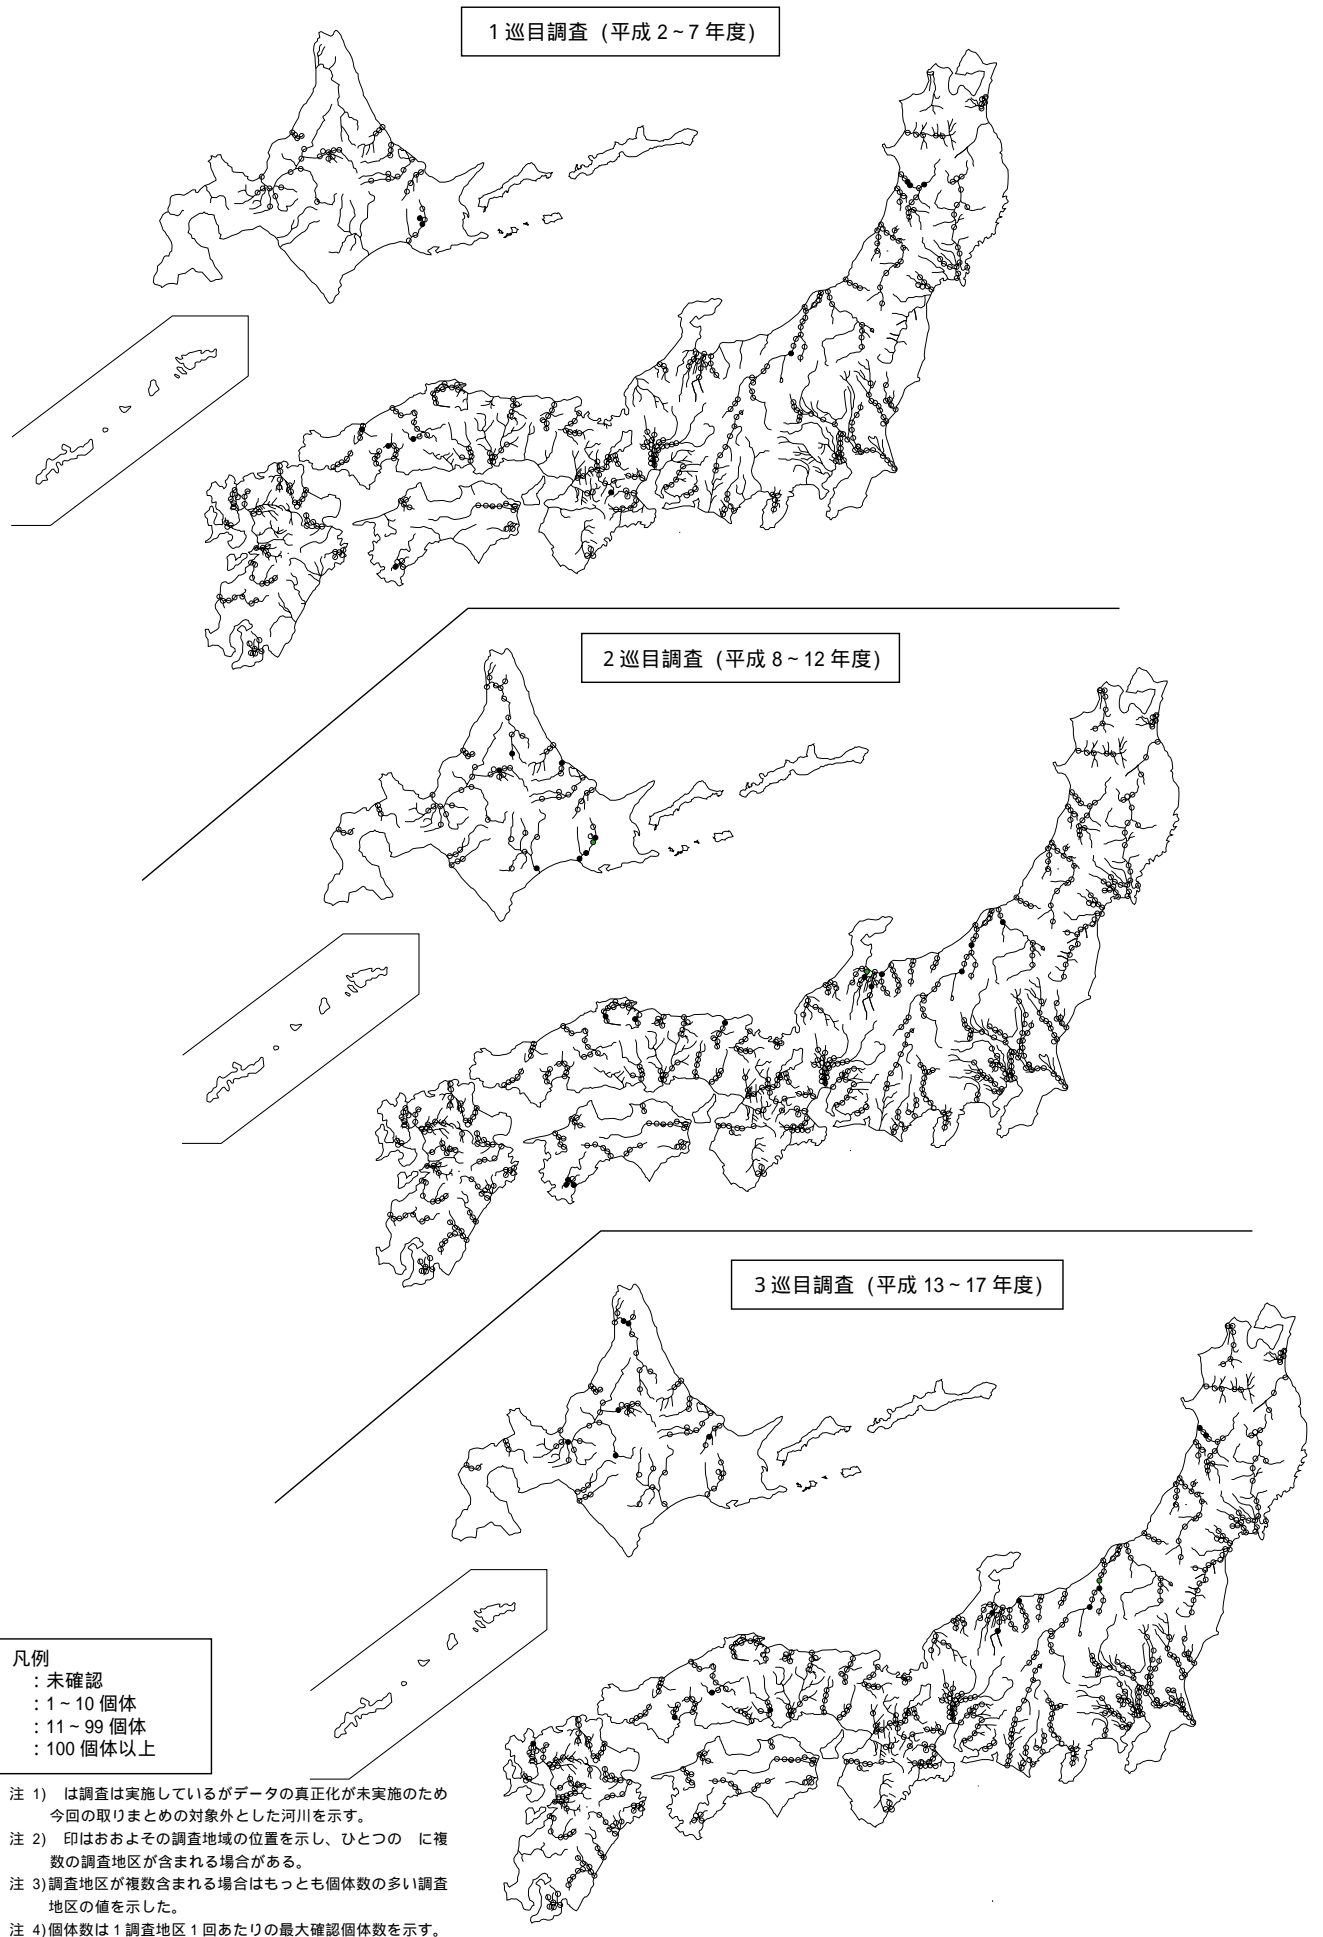 1巡目調査（平成2~7年度）
2巡目調査（平成8~12年度）
3巡目調査（平成13~17年度）
凡例
：未確認
：1~10個体
：11~99個体
：100個体以上
注 1)　は調査は実施しているがデータの真正化が未実施のため
今回の取りまとめの対象外とした河川を示す。
注 2)　印はおおよその調査地域の位置を示し、ひとつの　に複
数の調査地区が含まれる場合がある。
注 3)調査地区が複数含まれる場合はもっとも個体数の多い調査
地区の値を示した。
注 4)個体数は1調査地区1回あたりの最大確認個体数を示す。